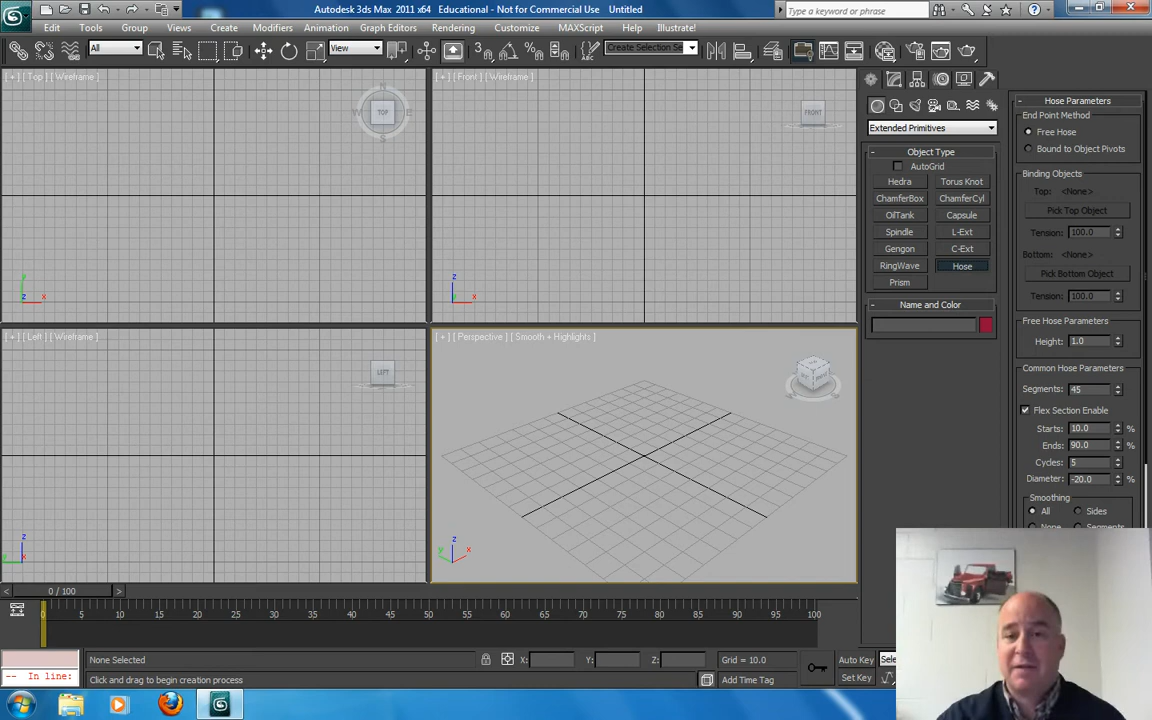 Autodesk 3ds Max 2011 x64 Educational - Not for Commercial Use Untitled
Type a keyword or phrase
Edit Tools Group Views Create Modifiers Animation Graph Editors Rendering Customize MAXScript Help Illustrate!
All View Create Selection Se
[ + ] [ Top ] [ Wireframe ]
N
W TOP E
S
[ + ] [ Front ] [ Wireframe ]
FRONT
y
z x
z
x
[ + ] [ Left ] [ Wireframe ]
LEFT
z
y
[ + ] [ Perspective ] [ Smooth + Highlights ]
z
y x
Extended Primitives
- Object Type
AutoGrid
Hedra Torus Knot
ChamferBox ChamferCyl
OilTank Capsule
Spindle L-Ext
Gengon C-Ext
RingWave Hose
Prism
- Name and Color
- Hose Parameters
End Point Method
Free Hose
Bound to Object Pivots
Binding Objects
Top: <None>
Pick Top Object
Tension: 100.0
Bottom: <None>
Pick Bottom Object
Tension: 100.0
Free Hose Parameters
Height: 1.0
Common Hose Parameters
Segments: 45
Flex Section Enable
Starts: 10.0 %
Ends: 90.0 %
Cycles: 5
Diameter: -20.0 %
Smoothing
All Sides
None Segments
< 0 / 100 >
0 5 10 15 20 25 30 35 40 45 50 55 60 65 70 75 80 85 90 95 100
None Selected X: Y: Z: Grid = 10.0 Auto Key
-- In line: Click and drag to begin creation process Add Time Tag Set Key